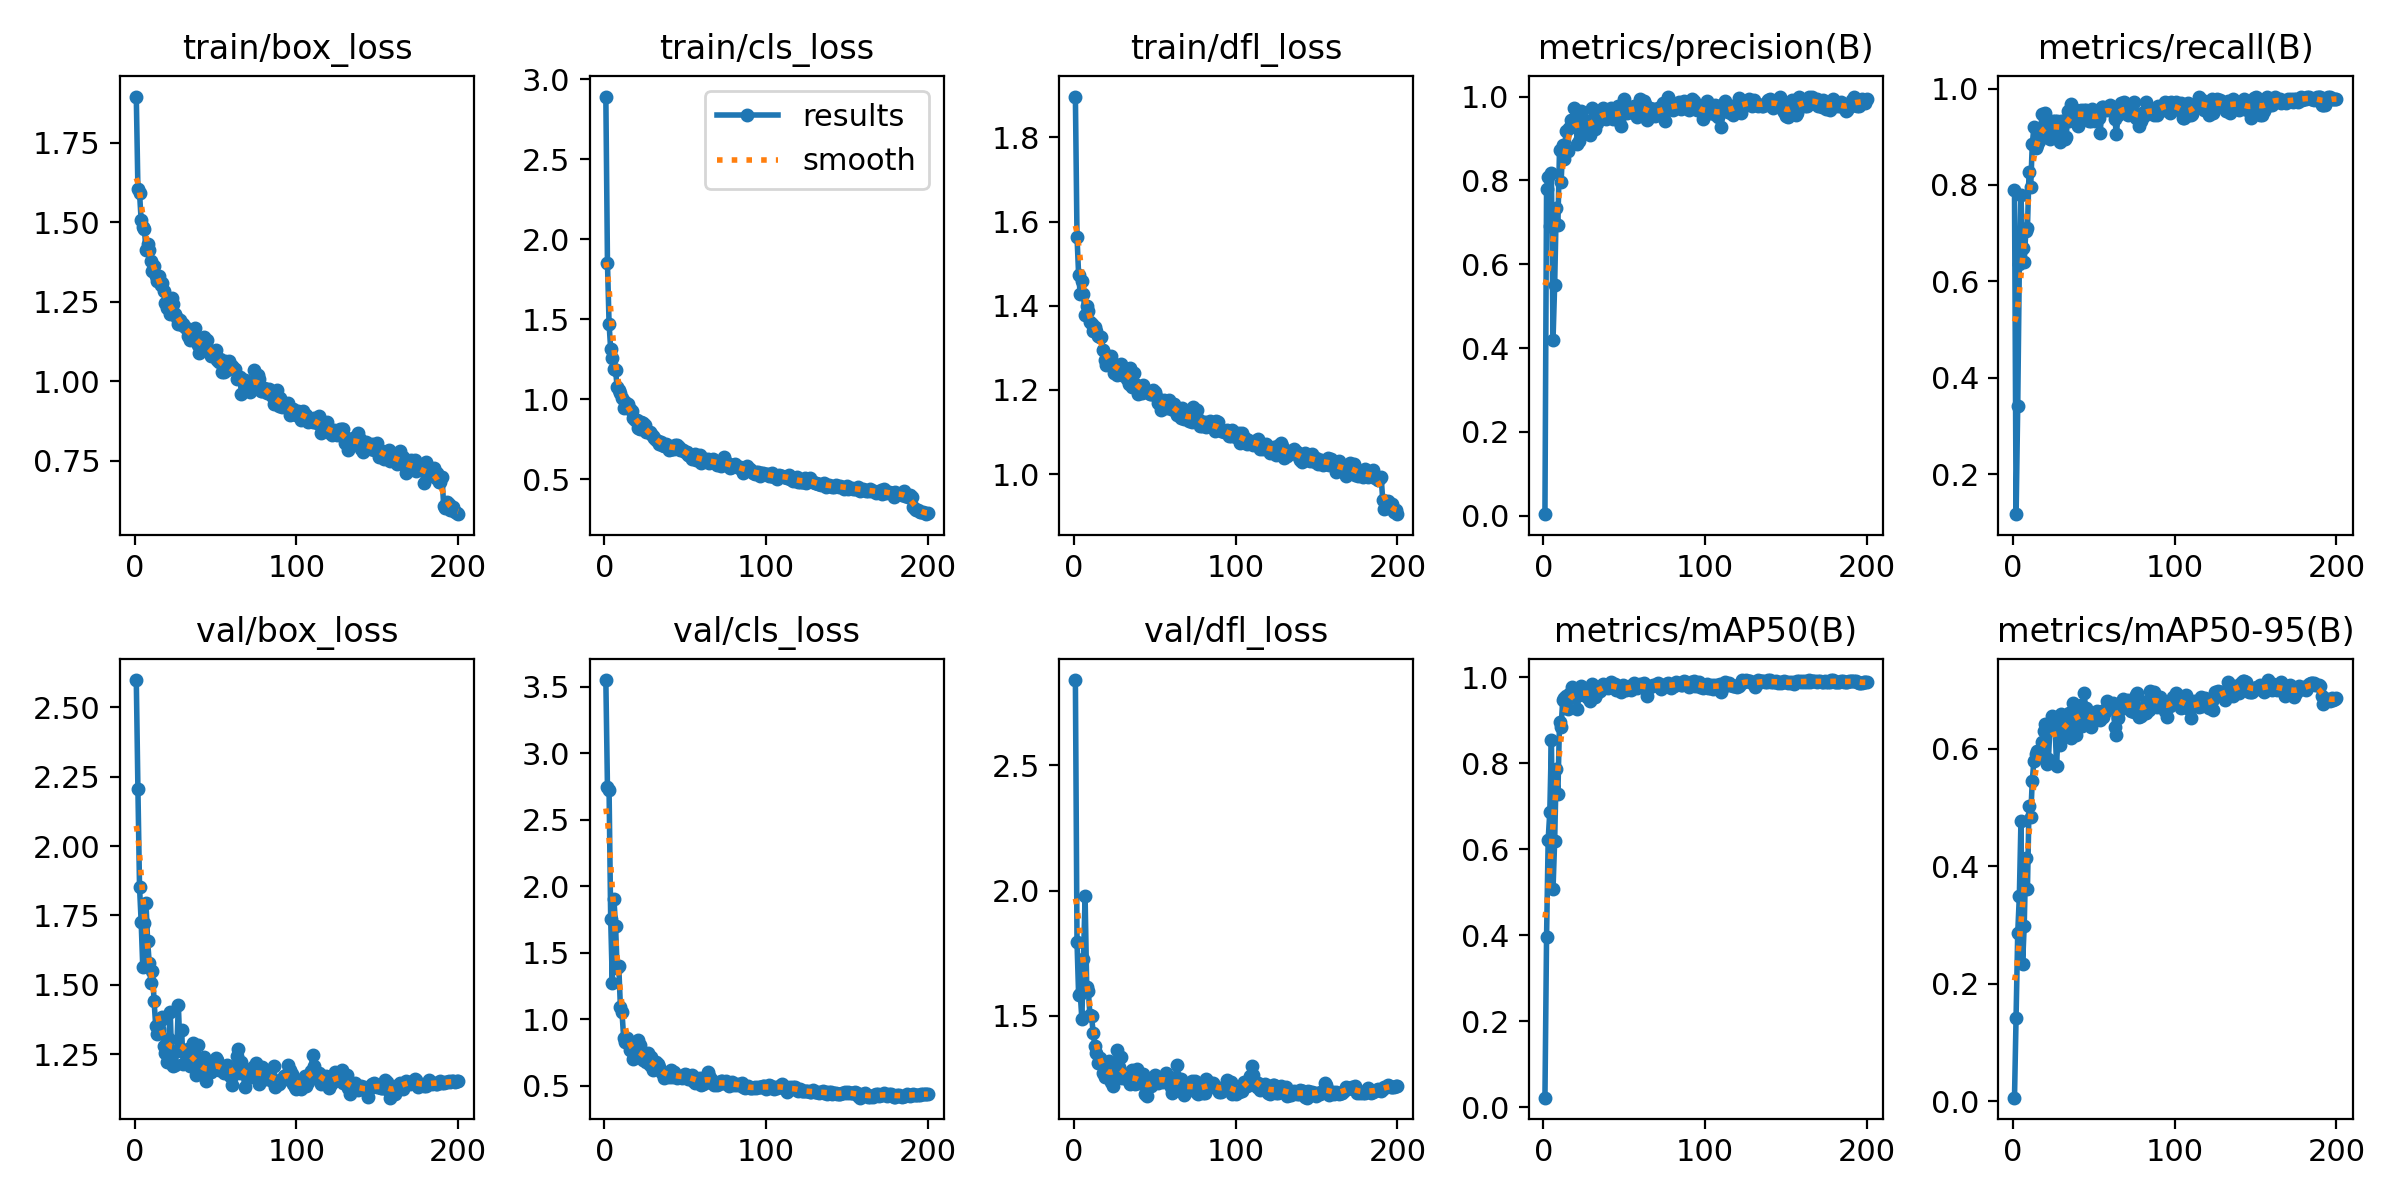 train/box_loss
1.75
1.50
1.25
1.00
0.75
0 100 200
train/cls_loss
3.0
2.5
2.0
1.5
1.0
0.5
0 100 200
results
smooth
train/dfl_loss
1.8
1.6
1.4
1.2
1.0
0 100 200
metrics/precision(B)
1.0
0.8
0.6
0.4
0.2
0.0
0 100 200
metrics/recall(B)
1.0
0.8
0.6
0.4
0.2
0 100 200
val/box_loss
2.50
2.25
2.00
1.75
1.50
1.25
0 100 200
val/cls_loss
3.5
3.0
2.5
2.0
1.5
1.0
0.5
0 100 200
val/dfl_loss
2.5
2.0
1.5
0 100 200
metrics/mAP50(B)
1.0
0.8
0.6
0.4
0.2
0.0
0 100 200
metrics/mAP50-95(B)
0.6
0.4
0.2
0.0
0 100 200